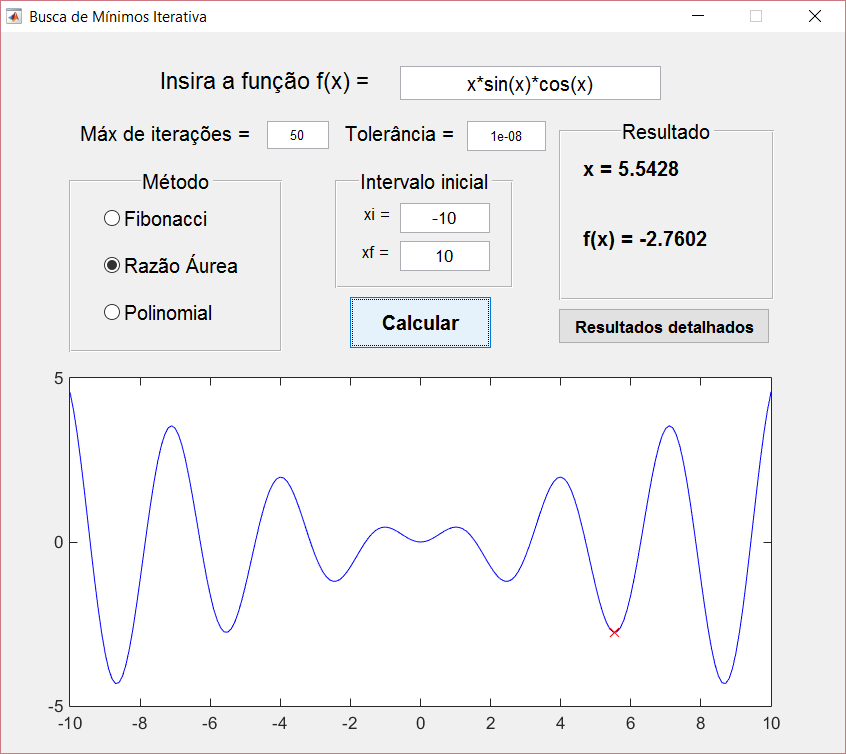 Busca de Mínimos Iterativa
Insira a função f(x) = x*sin(x)*cos(x)
Máx de iterações = 50 Tolerância = 1e-08
Resultado
x = 5.5428
f(x) = -2.7602
Resultados detalhados
Método
Fibonacci
Razão Áurea
Polinomial
Intervalo inicial
xi = -10
xf = 10
Calcular
5
0
-5
-10 -8 -6 -4 -2 0 2 4 6 8 10